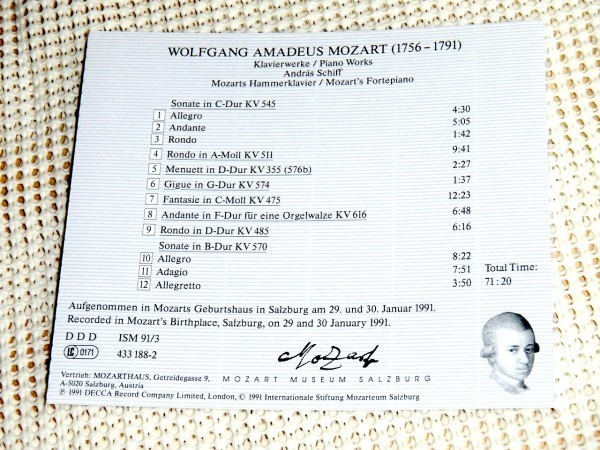 WOLFGANG AMADEUS MOZART (1756–1791)
Klavierwerke / Piano Works
András Schiff
Mozarts Hammerklavier / Mozart's Fortepiano
Sonate in C-Dur KV 545
1 Allegro 4:30
2 Andante 5:05
3 Rondo 1:42
4 Rondo in A-Moll KV 511 9:41
5 Menuett in D-Dur KV 355 (576b) 2:27
6 Gigue in G-Dur KV 574 1:37
7 Fantasie in C-Moll KV 475 12:23
8 Andante in F-Dur für eine Orgelwalze KV 616 6:48
9 Rondo in D-Dur KV 485 6:16
Sonate in B-Dur KV 570
10 Allegro 8:22
11 Adagio 7:51 Total Time:
12 Allegretto 3:50 71:20
Aufgenommen in Mozarts Geburtshaus in Salzburg am 29. und 30. Januar 1991.
Recorded in Mozart's Birthplace, Salzburg, on 29 and 30 January 1991.
D D D ISM 91/3
LC 0171 433 188-2
Mozart
Vertrieb: MOZARTHAUS, Getreidegasse 9, MOZART MUSEUM SALZBURG
A-5020 Salzburg, Austria
℗ 1991 DECCA Record Company Limited, London, © 1991 Internationale Stiftung Mozarteum Salzburg